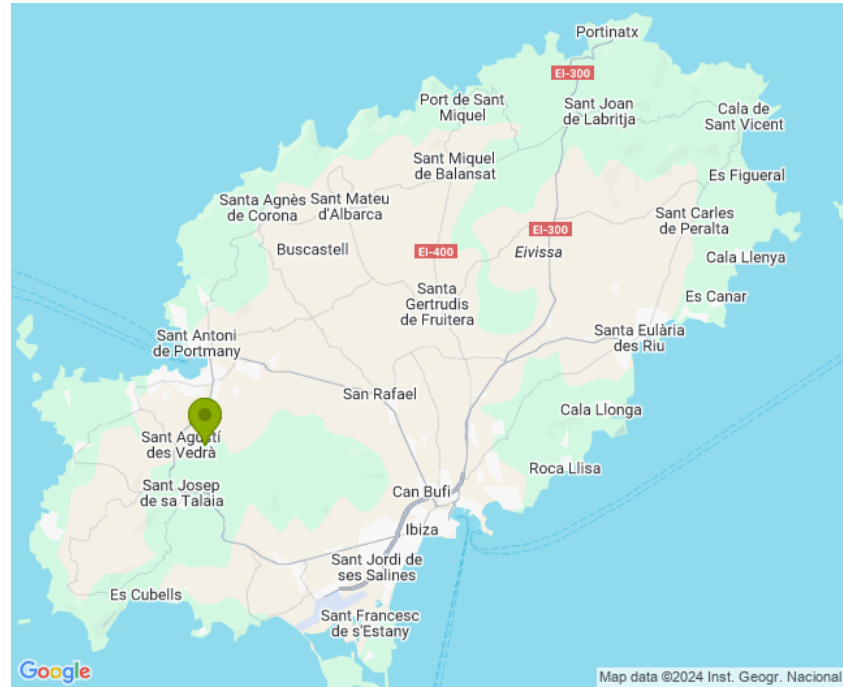 Portinatx
EI-300
Port de Sant
Miquel
Sant Joan
de Labritja
Cala de
Sant Vicent
Sant Miquel
de Balansat
Es Figueral
Santa Agnès
de Corona
Sant Mateu
d'Albarca
Sant Carles
de Peralta
EI-300
Buscastell
EI-400
Eivissa
Cala Llenya
Santa
Gertrudis
de Fruitera
Es Canar
Sant Antoni
de Portmany
Santa Eulària
des Riu
San Rafael
Cala Llonga
Sant Agustí
des Vedrà
Roca Llisa
Sant Josep
de sa Talaia
Can Bufí
Ibiza
Sant Jordi de
ses Salines
Es Cubells
Sant Francesc
de s'Estany
Google
Map data ©2024 Inst. Geogr. Nacional